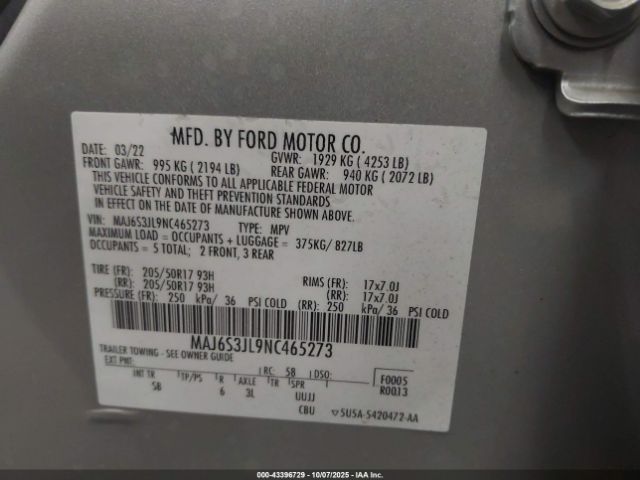 MFD. BY FORD MOTOR CO.
DATE: 03/22 GVWR: 1929 KG ( 4253 LB)
FRONT GAWR: 995 KG ( 2194 LB) REAR GAWR: 940 KG ( 2072 LB)
THIS VEHICLE CONFORMS TO ALL APPLICABLE FEDERAL MOTOR
VEHICLE SAFETY AND THEFT PREVENTION STANDARDS
IN EFFECT ON THE DATE OF MANUFACTURE SHOWN ABOVE.
VIN: MAJ6S3JL9NC465273 TYPE: MPV
MAXIMUM LOAD = OCCUPANTS + LUGGAGE = 375KG/ 827LB
OCCUPANTS = 5 TOTAL; 2 FRONT, 3 REAR
TIRE (FR): 205/50R17 93H RIMS (FR): 17x7.0J
(RR): 205/50R17 93H (RR): 17x7.0J
PRESSURE (FR): 250 kPa/ 36 PSI COLD (RR): 250 kPa/ 36 PSI COLD
MAJ6S3JL9NC465273
TRAILER TOWING - SEE OWNER GUIDE
EXT PNT: RC: 58 DSO: F0005
R0013
INT TR TP/PS R AXLE TR SPR
SB 6 3L UUJJ
CBU 5U5A-5420472-AA
000-43396729 - 10/07/2025 - IAA Inc.